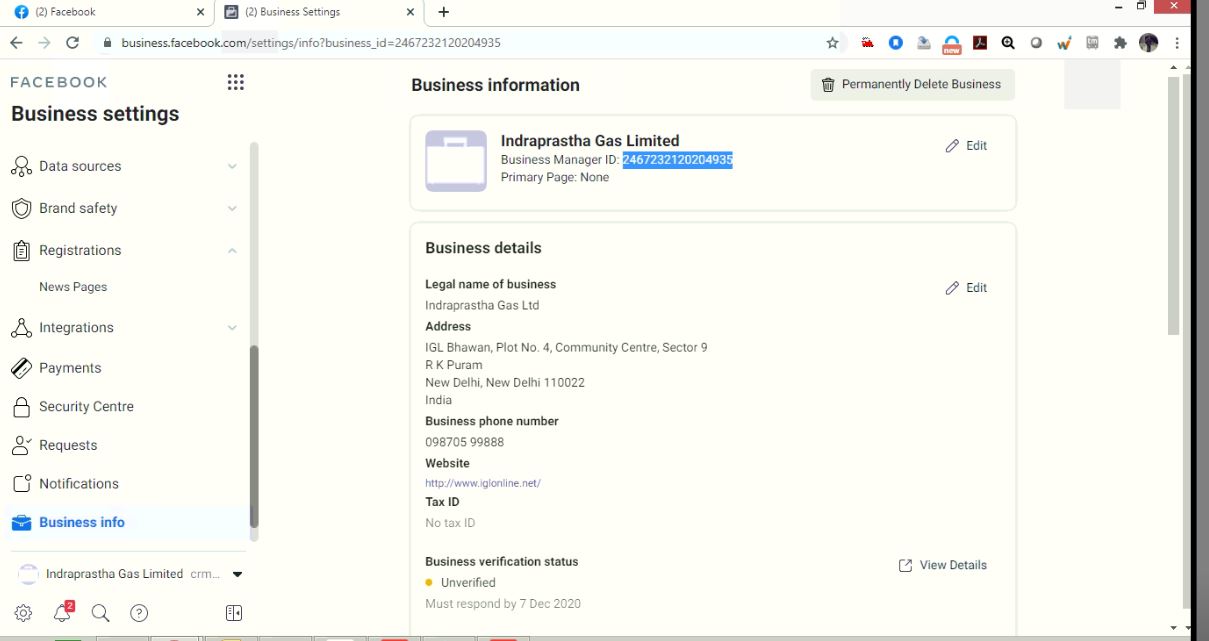 (2) Facebook
(2) Business Settings
business.facebook.com/settings/info?business_id=2467232120204935
new
FACEBOOK
Business settings
Data sources
Brand safety
Registrations
News Pages
Integrations
Payments
Security Centre
Requests
Notifications
Business info
Indraprastha Gas Limited crm...
2
Business information
Permanently Delete Business
Indraprastha Gas Limited
Business Manager ID: 2467232120204935
Primary Page: None
Edit
Business details
Legal name of business
Edit
Indraprastha Gas Ltd
Address
IGL Bhawan, Plot No. 4, Community Centre, Sector 9
R K Puram
New Delhi, New Delhi 110022
India
Business phone number
098705 99888
Website
http://www.iglonline.net/
Tax ID
No tax ID
Business verification status
View Details
Unverified
Must respond by 7 Dec 2020